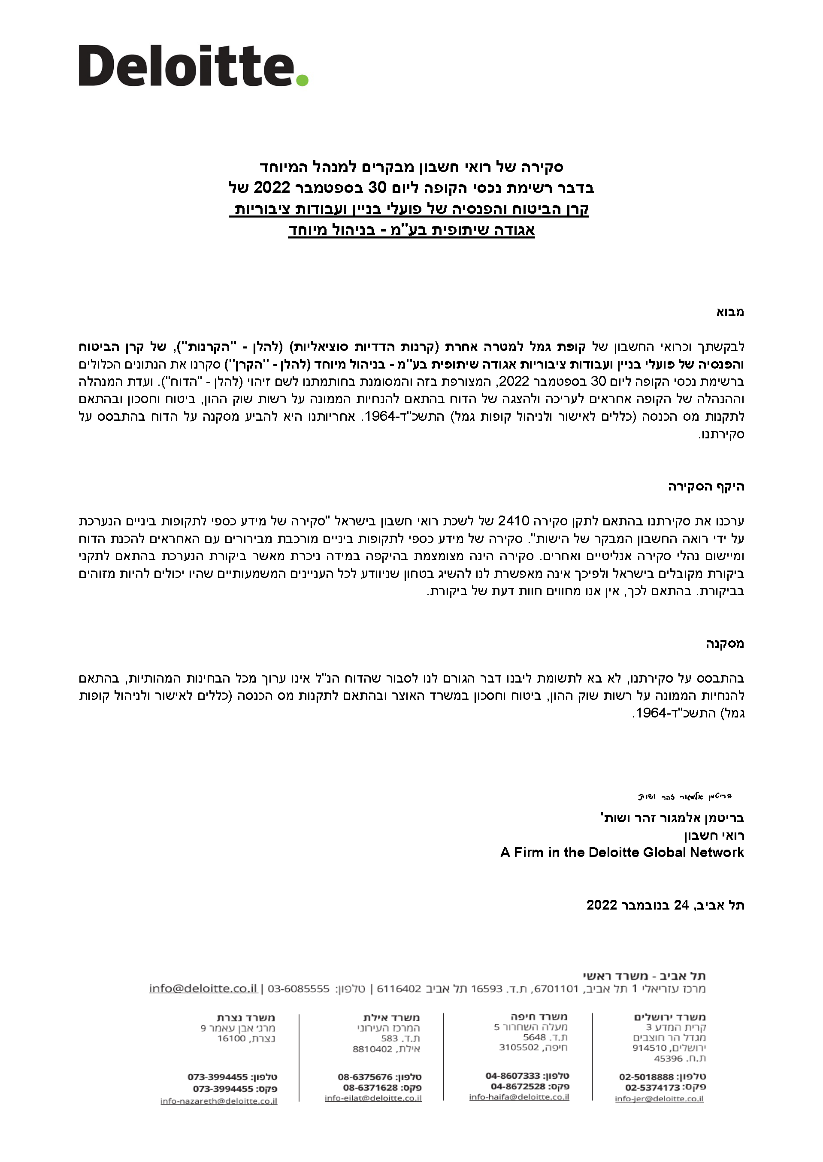 Deloitte.
סקירה של רואי חשבון מבקרים למנהל המיוחד
בדבר רשימת נכסי הקופה ליום 30 בספטמבר 2022 של
קרן הביטוח והפנסיה של פועלי בניין ועבודות ציבוריות
אגודה שיתופית בע"מ - בניהול מיוחד
מבוא
לבקשתך וכרואי החשבון של קופת גמל למטרה אחרת (קרנות הדדיות סוציאליות) (להלן - "הקרנות"), של קרן הביטוח
והפנסיה של פועלי בניין ועבודות ציבוריות אגודה שיתופית בע"מ - בניהול מיוחד (להלן - "הקרן") סקרנו את הנתונים הכלולים
ברשימת נכסי הקופה ליום 30 בספטמבר 2022, המצורפת בזה והמסומנת בחותמתנו לשם זיהוי (להלן - "הדוח"). ועדת המנהלה
וההנהלה של הקופה אחראים לעריכה ולהצגה של הדוח בהתאם להנחיות הממונה על רשות שוק ההון, ביטוח וחסכון ובהתאם
לתקנות מס הכנסה (כללים לאישור ולניהול קופות גמל) התשכ"ד-1964. אחריותנו היא להביע מסקנה על הדוח בהתבסס על
סקירתנו.
היקף הסקירה
ערכנו את סקירתנו בהתאם לתקן סקירה 2410 של לשכת רואי חשבון בישראל "סקירה של מידע כספי לתקופות ביניים הנערכת
על ידי רואה החשבון המבקר של הישות". סקירה של מידע כספי לתקופות ביניים מורכבת מבירורים עם האחראים להכנת הדוח
ומיישום נהלי סקירה אנליטיים ואחרים. סקירה הינה מצומצמת בהיקפה במידה ניכרת מאשר ביקורת הנערכת בהתאם לתקני
ביקורת מקובלים בישראל ולפיכך אינה מאפשרת לנו להשיג בטחון שניוודע לכל העניינים המשמעותיים שהיו יכולים להיות מזוהים
בביקורת. בהתאם לכך, אין אנו מחווים חוות דעת של ביקורת.
מסקנה
בהתבסס על סקירתנו, לא בא לתשומת ליבנו דבר הגורם לנו לסבור שהדוח הנ"ל אינו ערוך מכל הבחינות המהותיות, בהתאם
להנחיות הממונה על רשות שוק ההון, ביטוח וחסכון במשרד האוצר ובהתאם לתקנות מס הכנסה (כללים לאישור ולניהול קופות
גמל) התשכ"ד-1964.
בריטמן אלמגור זהר ושות'
בריטמן אלמגור זהר ושות'
רואי חשבון
A Firm in the Deloitte Global Network
תל אביב, 24 בנובמבר 2022
תל אביב - משרד ראשי
מרכז עזריאלי 1 תל אביב, 6701101, ת.ד. 16593 תל אביב 6116402 | טלפון: 03-6085555 | info@deloitte.co.il
משרד ירושלים
קרית המדע 3
מגדל הר חוצבים
ירושלים, 914510
ת.ח. 45396
טלפון: 02-5018888
פקס: 02-5374173
info-jer@deloitte.co.il
משרד חיפה
מעלה השחרור 5
ת.ד. 5648
חיפה, 3105502
טלפון: 04-8607333
פקס: 04-8672528
info-haifa@deloitte.co.il
משרד אילת
המרכז העירוני
ת.ד. 583
אילת, 8810402
טלפון: 08-6375676
פקס: 08-6371628
info-eilat@deloitte.co.il
משרד נצרת
מרג' אבן עאמר 9
נצרת, 16100
טלפון: 073-3994455
פקס: 073-3994455
info-nazareth@deloitte.co.il